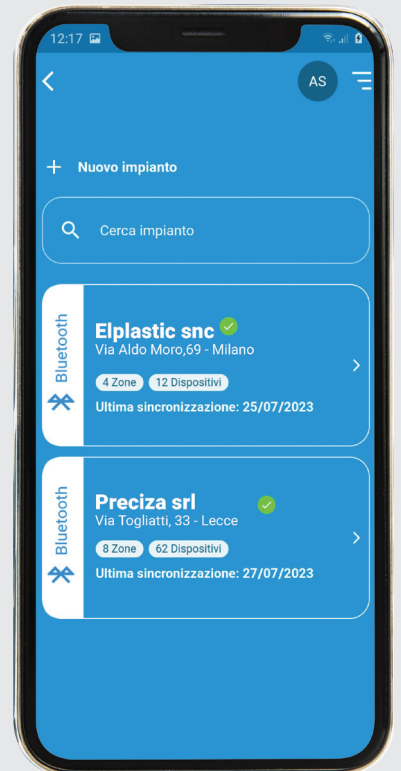 12:17
AS
+ Nuovo impianto
Cerca impianto
Bluetooth
Elplastic snc
Via Aldo Moro,69 - Milano
4 Zone 12 Dispositivi
Ultima sincronizzazione: 25/07/2023
Bluetooth
Preciza srl
Via Togliatti, 33 - Lecce
8 Zone 62 Dispositivi
Ultima sincronizzazione: 27/07/2023